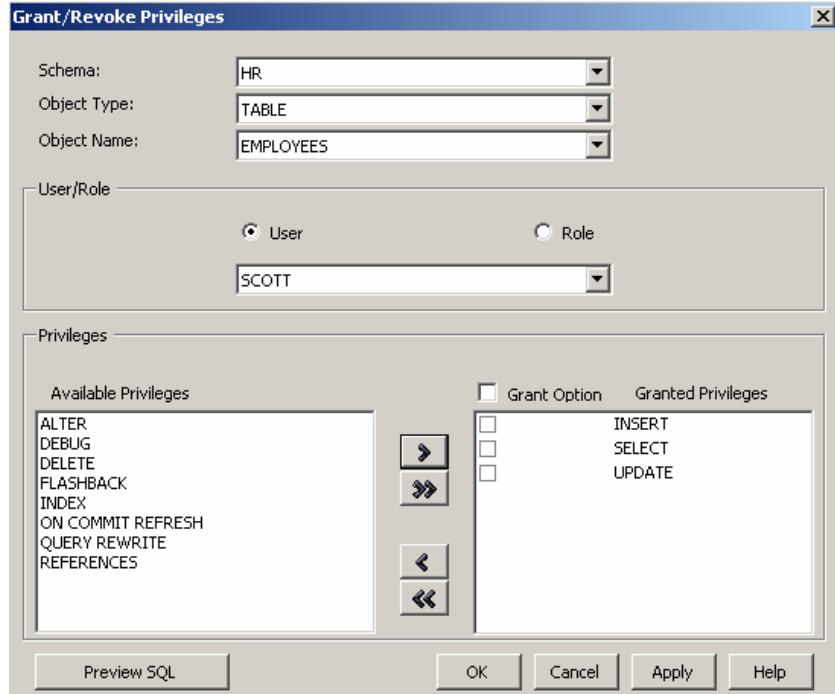 Grant/Revoke Privileges
Schema:
HR
Object Type:
TABLE
Object Name:
EMPLOYEES
User/Role
User
Role
SCOTT
Privileges
Available Privileges
ALTER
DEBUG
DELETE
FLASHBACK
INDEX
ON COMMIT REFRESH
QUERY REWRITE
REFERENCES
Grant Option
Granted Privileges
INSERT
SELECT
UPDATE
Preview SQL
OK
Cancel
Apply
Help